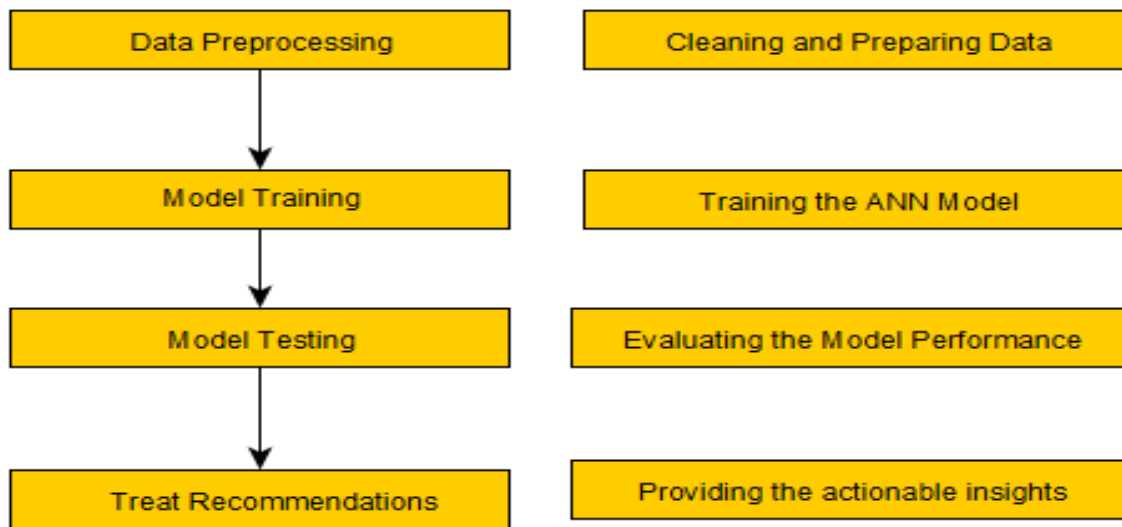 Data Preprocessing
Cleaning and Preparing Data
Model Training
Training the ANN Model
Model Testing
Evaluating the Model Performance
Treat Recommendations
Providing the actionable insights